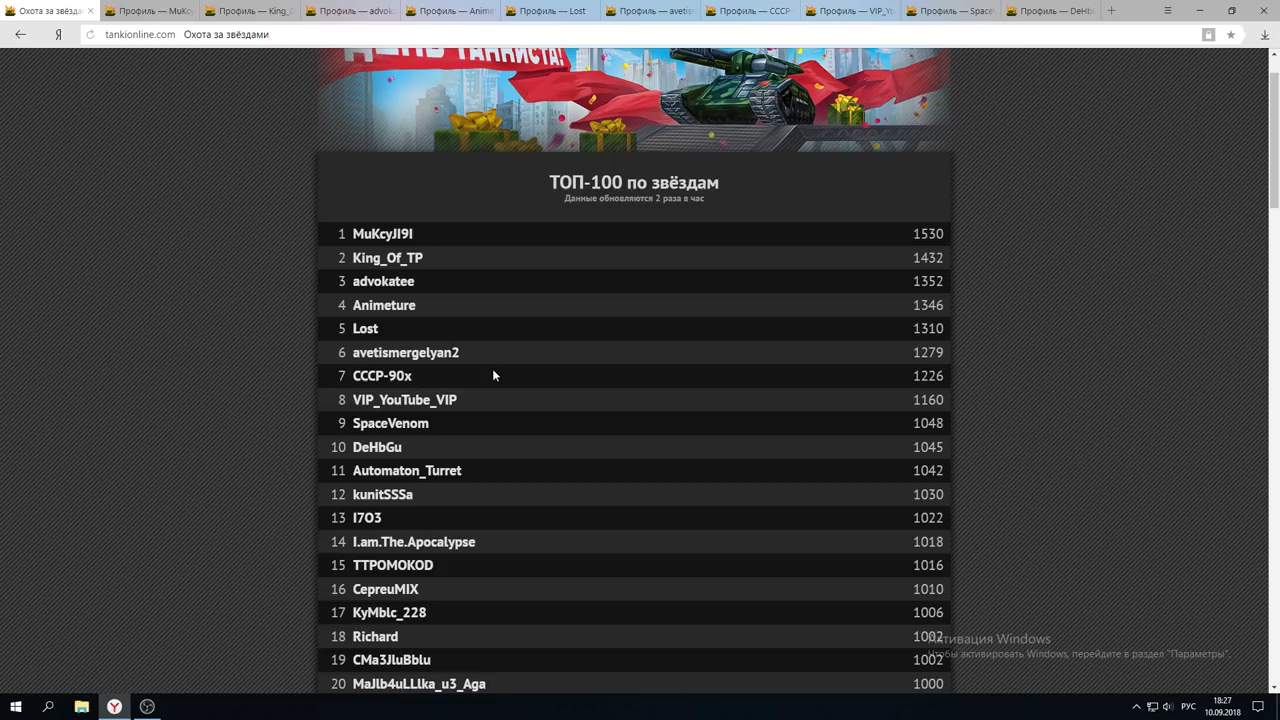 Охота за звёзда
Профиль — MuKcy
Профиль — King_O
Профиль — advok
Профиль — Anime
Профиль — Lost
Профиль — avetis
Профиль — CCCP-
Профиль — VIP_Yo
Профиль — Space
Профиль — DeHb
tankionline.com Охота за звёздами
ТАНКИСТА!
ТОП-100 по звёздам
Данные обновляются 2 раза в час
1 MuKcyJI9I 1530
2 King_Of_TP 1432
3 advokatee 1352
4 Animeture 1346
5 Lost 1310
6 avetismergelyan2 1279
7 CCCP-90x 1226
8 VIP_YouTube_VIP 1160
9 SpaceVenom 1048
10 DeHbGu 1045
11 Automaton_Turret 1042
12 kunitSSSa 1030
13 I7O3 1022
14 I.am.The.Apocalypse 1018
15 TTPOMOKOD 1016
16 CepreuMIX 1010
17 KyMblc_228 1006
18 Richard 1002
19 CMa3JluBblu 1002
20 MaJlb4uLLlka_u3_Aga 1000
Активация Windows
Чтобы активировать Windows, перейдите в раздел "Параметры".
РУС
18:27
10.09.2018